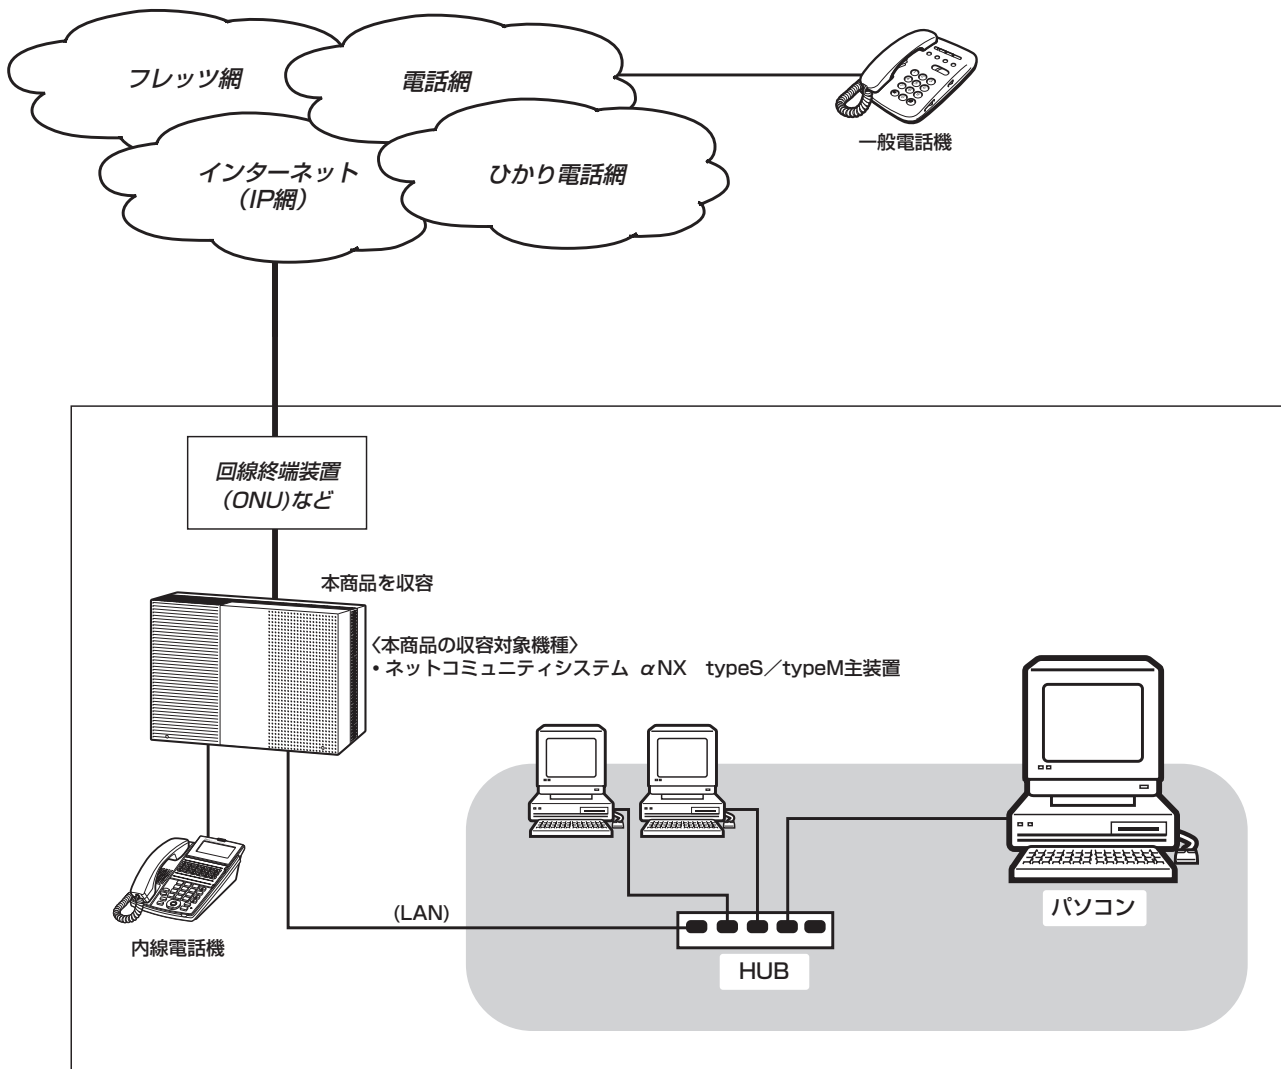 フレッツ網
電話網
一般電話機
インターネット
（IP網）
ひかり電話網
回線終端装置
（ONU)など
本商品を収容
〈本商品の収容対象機種〉
・ネットコミュニティシステム αNX typeS／typeM主装置
パソコン
(LAN)
内線電話機
HUB